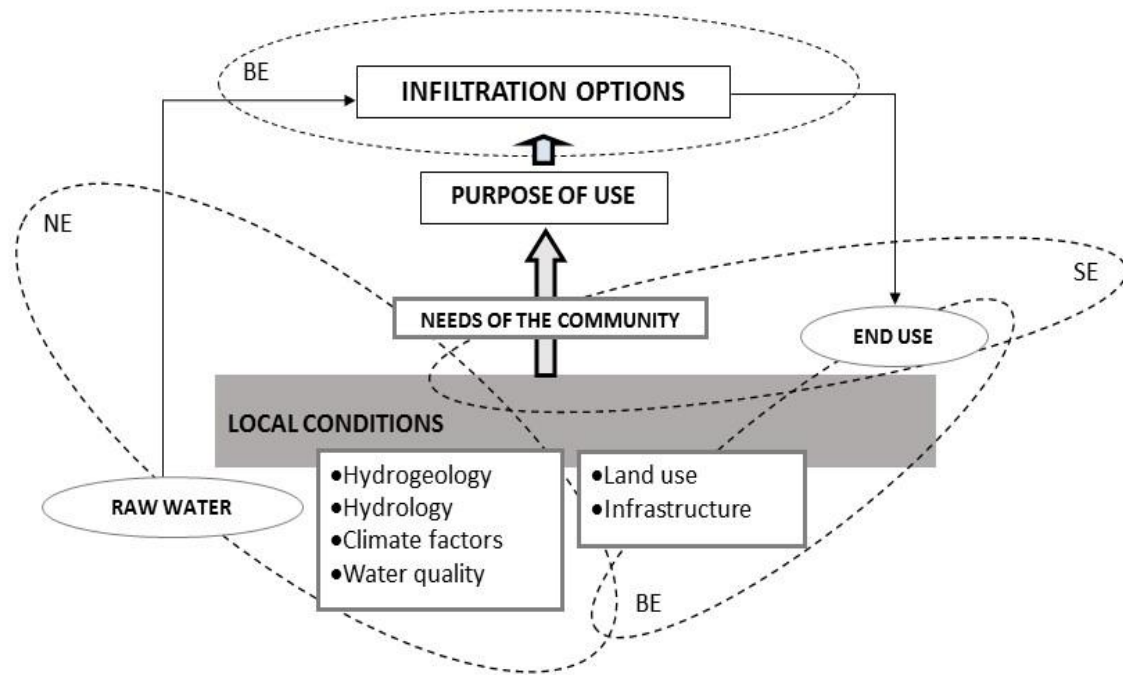 BE
INFILTRATION OPTIONS
PURPOSE OF USE
NE
SE
NEEDS OF THE COMMUNITY
END USE
LOCAL CONDITIONS
●Hydrogeology
●Hydrology
●Climate factors
●Water quality
●Land use
●Infrastructure
RAW WATER
BE